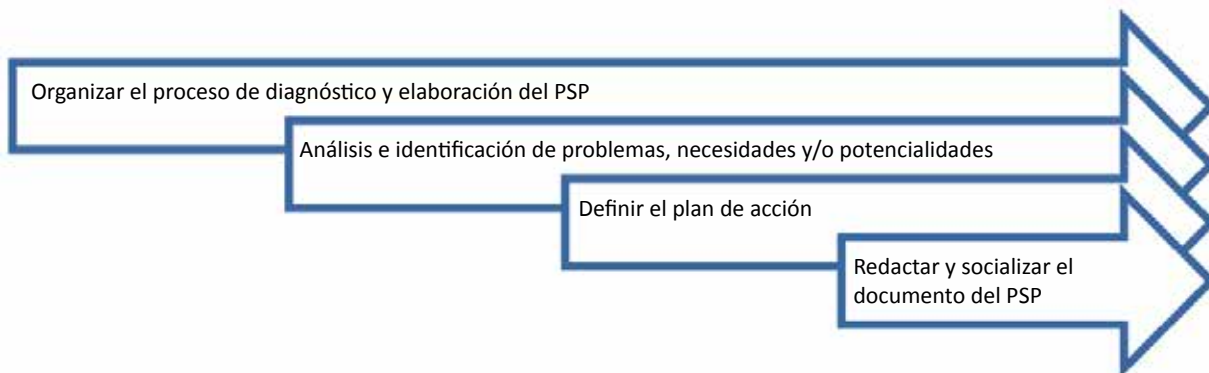 Organizar el proceso de diagnóstico y elaboración del PSP
Análisis e identificación de problemas, necesidades y/o potencialidades
Definir el plan de acción
Redactar y socializar el
documento del PSP